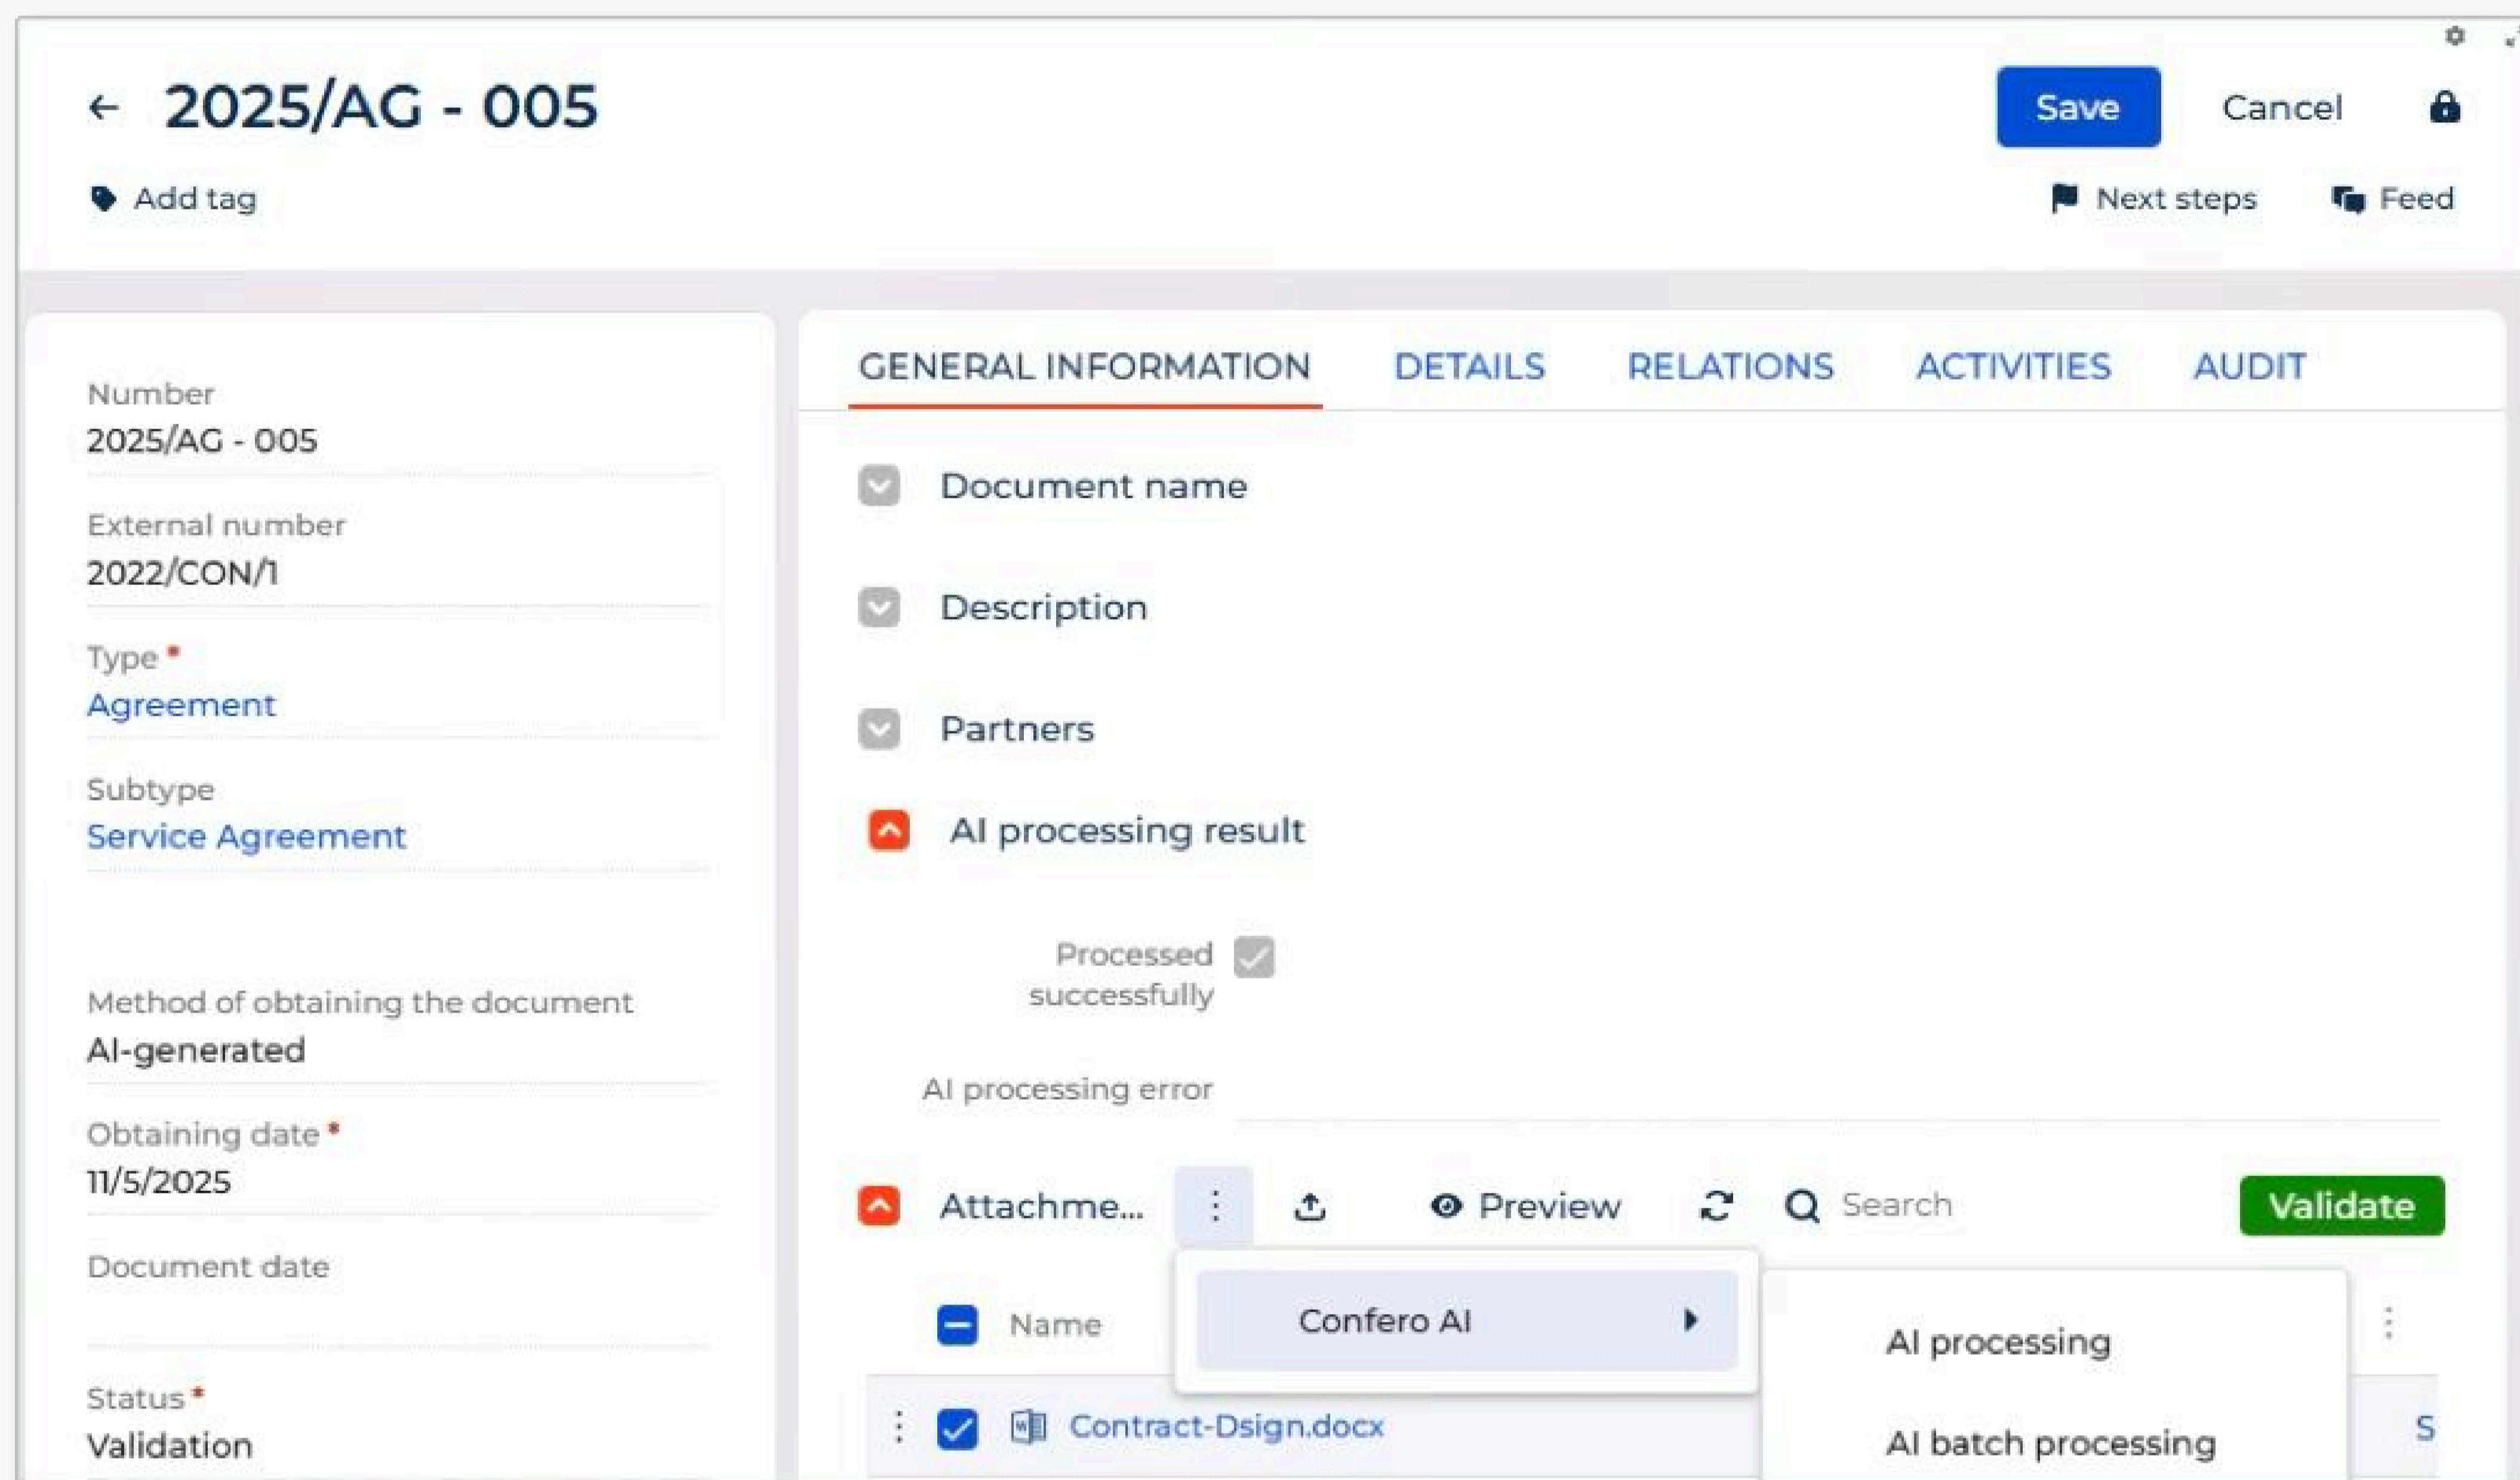 2025/AG - 005
Save
Cancel
Add tag
Next steps
Feed
Number
2025/AG - 005
External number
2022/CON/1
Type *
Agreement
Subtype
Service Agreement
Method of obtaining the document
AI-generated
Obtaining date *
11/5/2025
Document date
Status *
Validation
GENERAL INFORMATION
DETAILS
RELATIONS
ACTIVITIES
AUDIT
Document name
Description
Partners
AI processing result
Processed
successfully
AI processing error
Attachme...
Preview
Search
Validate
Name
Confero AI
AI processing
AI batch processing
Contract-Dsign.docx
S